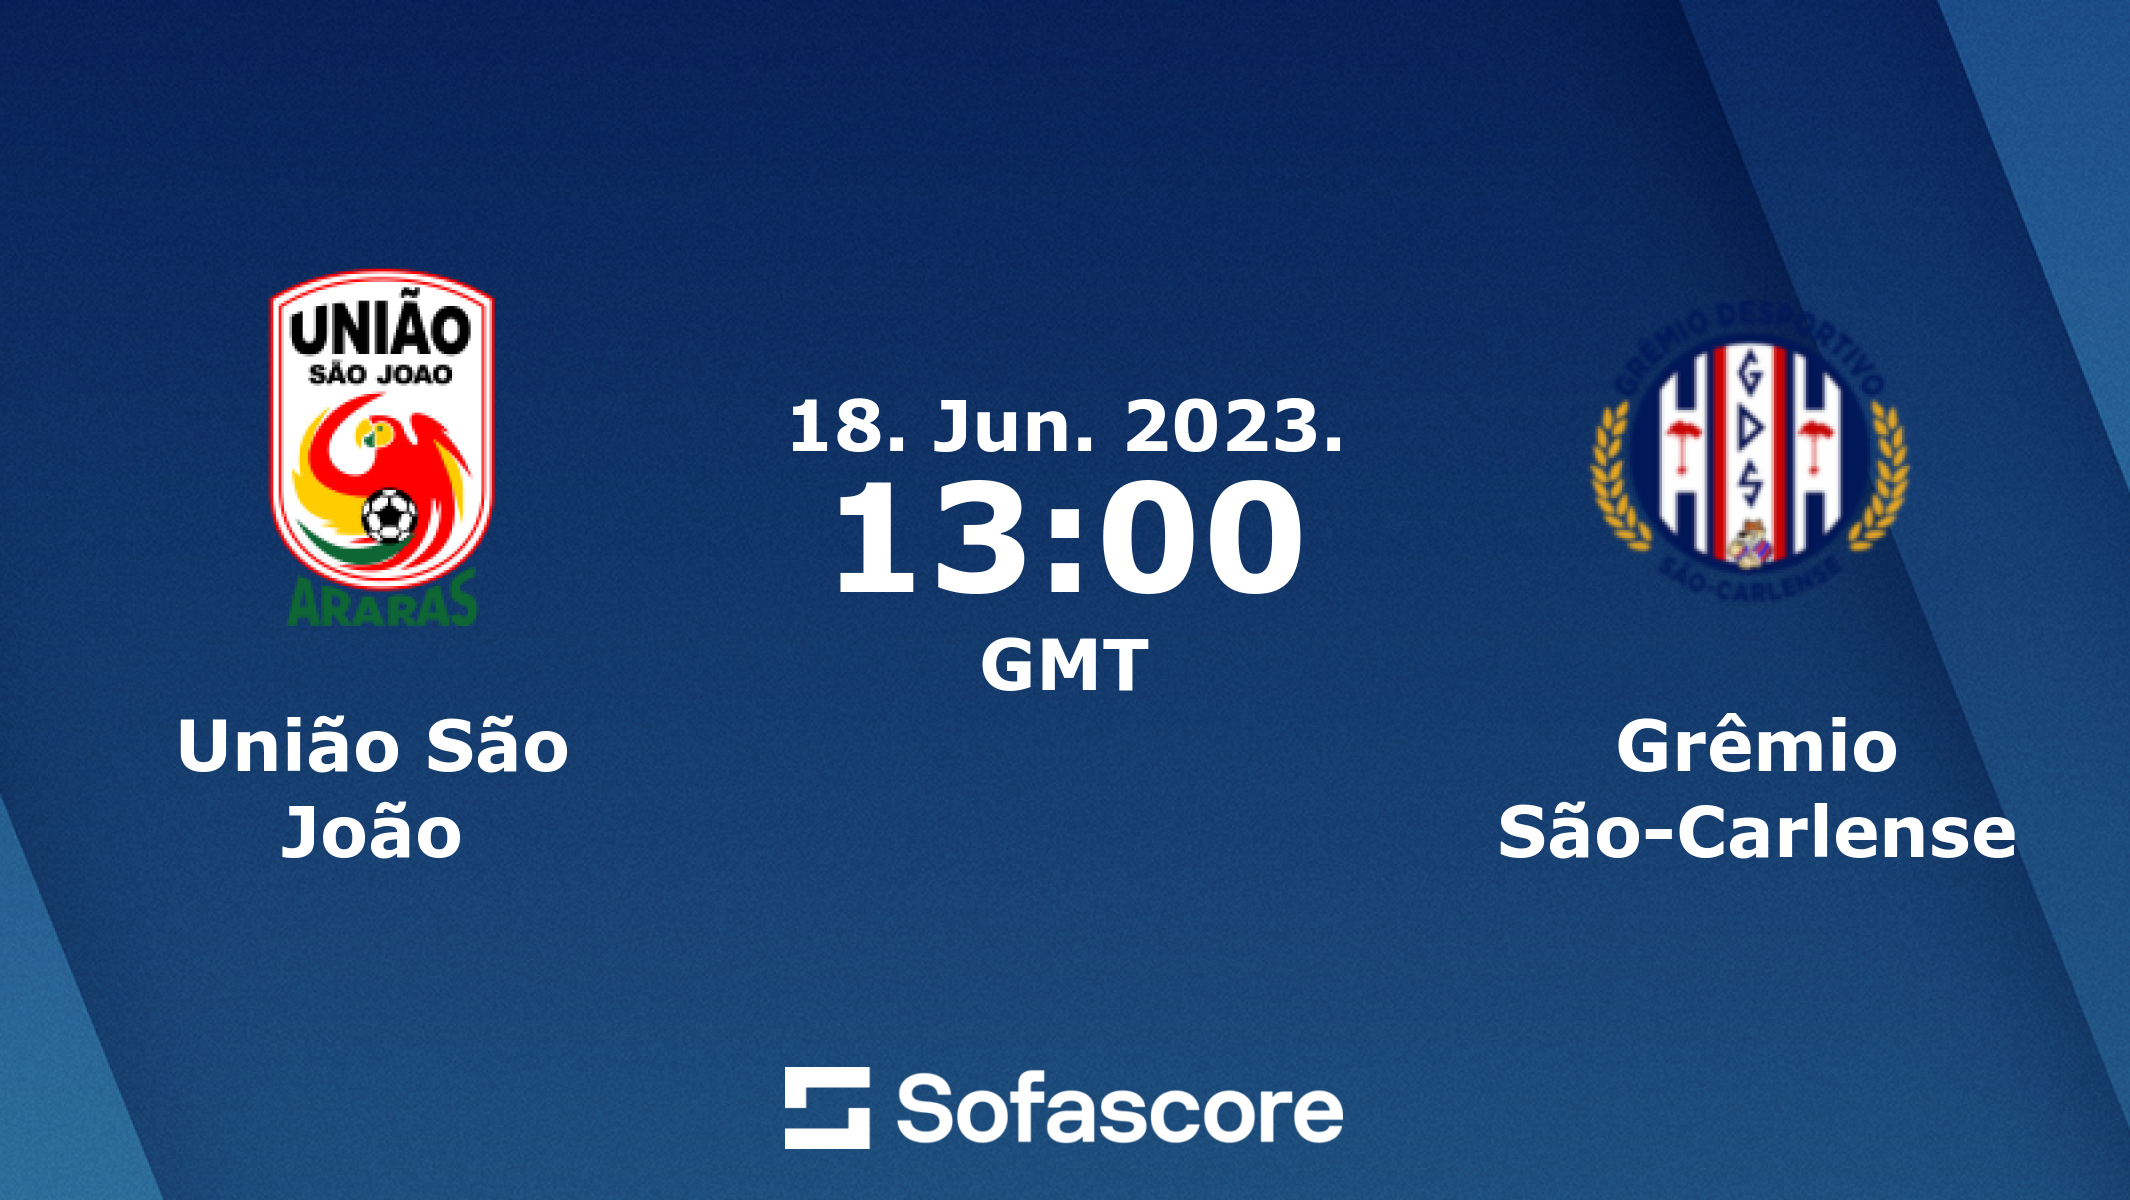 UNIÃO
SÃO JOAO
ARARAS
União São
João
18. Jun. 2023.
13:00
GMT
GRÊMIO DESPORTIVO
G
D
S
SÃO-CARLENSE
Grêmio
São-Carlense
Sofascore